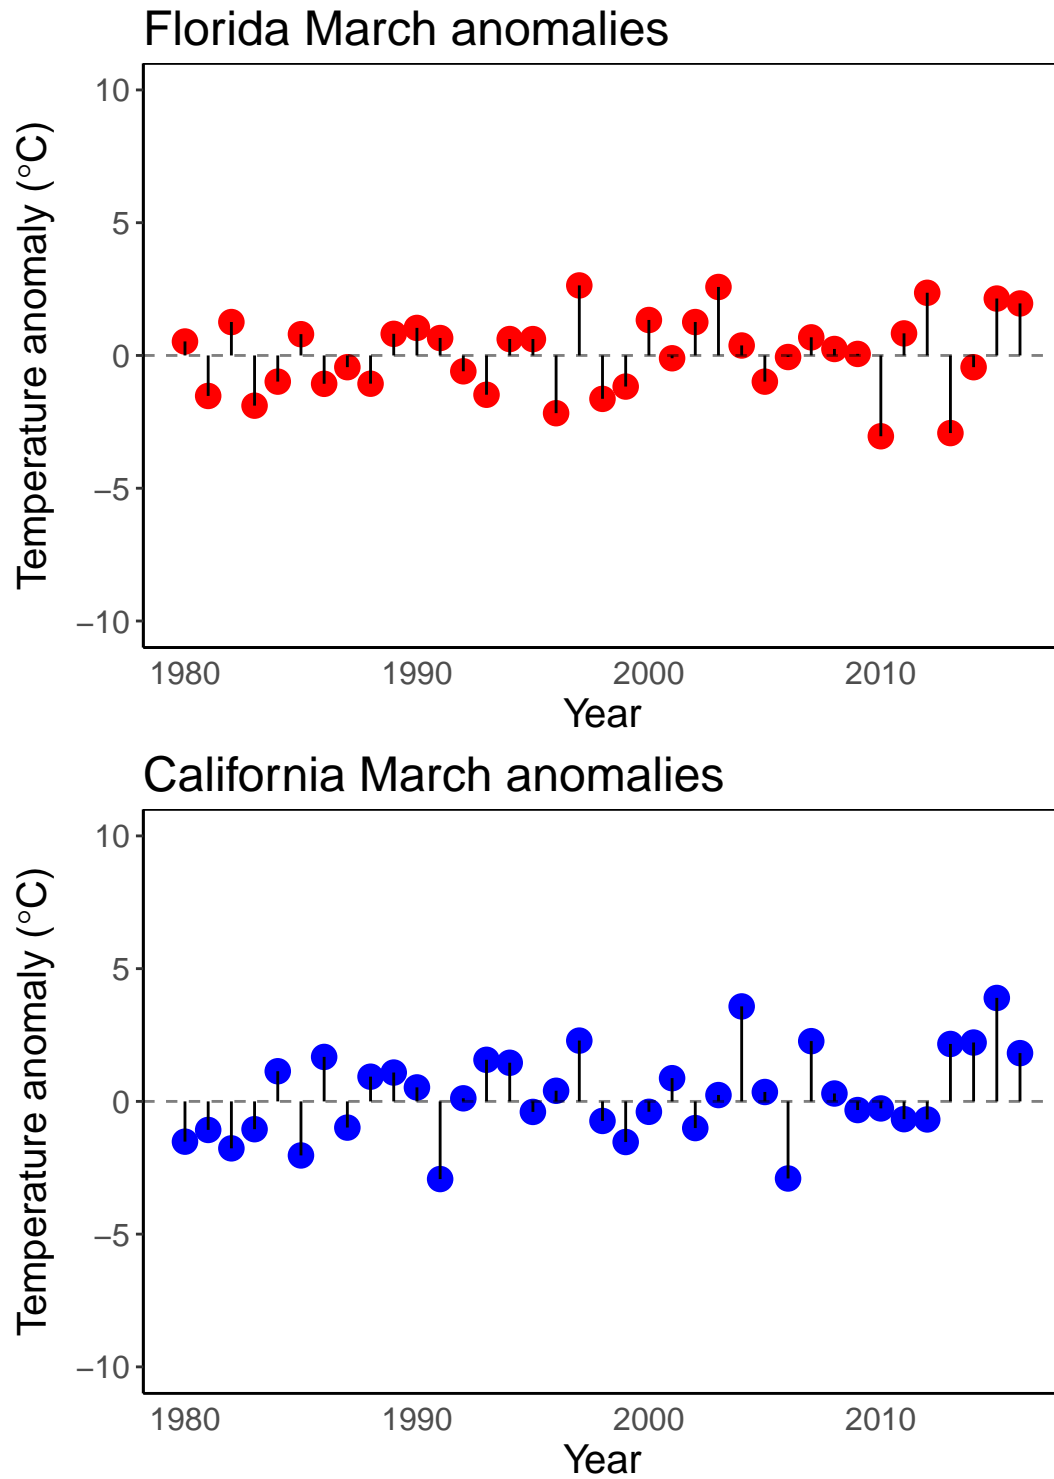 Florida March anomalies
Temperature anomaly (°C)
10
5
0
−5
−10
1980 1990 2000 2010
Year
California March anomalies
Temperature anomaly (°C)
10
5
0
−5
−10
1980 1990 2000 2010
Year